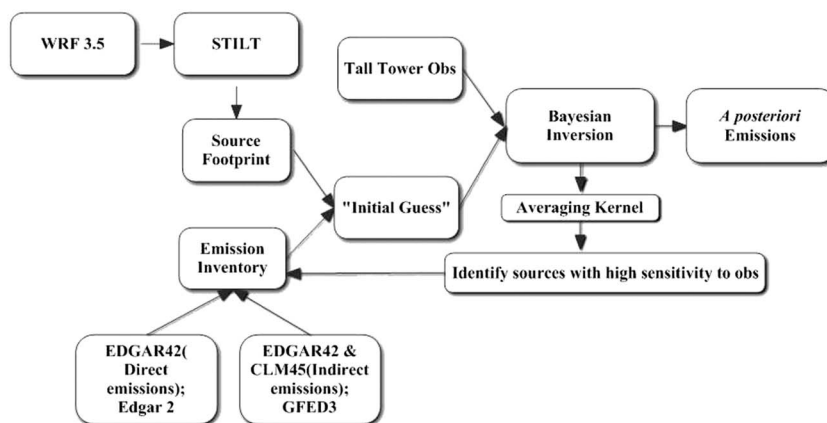 WRF 3.5
STILT
Tall Tower Obs
Bayesian
Inversion
A posteriori
Emissions
Source
Footprint
"Initial Guess"
Averaging Kernel
Emission
Inventory
Identify sources with high sensitivity to obs
EDGAR42(
Direct
emissions);
Edgar 2
EDGAR42 &
CLM45(Indirect
emissions);
GFED3